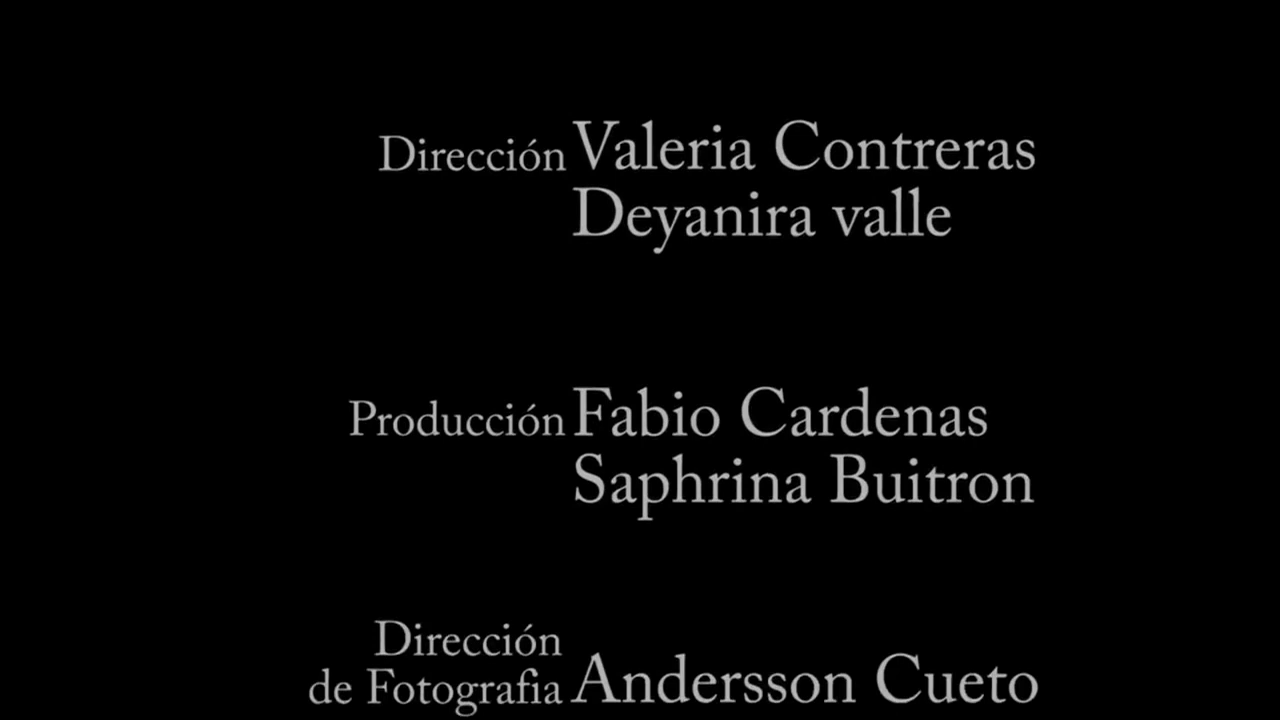 Dirección Valeria Contreras
Deyanira valle
Producción Fabio Cardenas
Saphrina Buitron
Dirección
de Fotografia Andersson Cueto